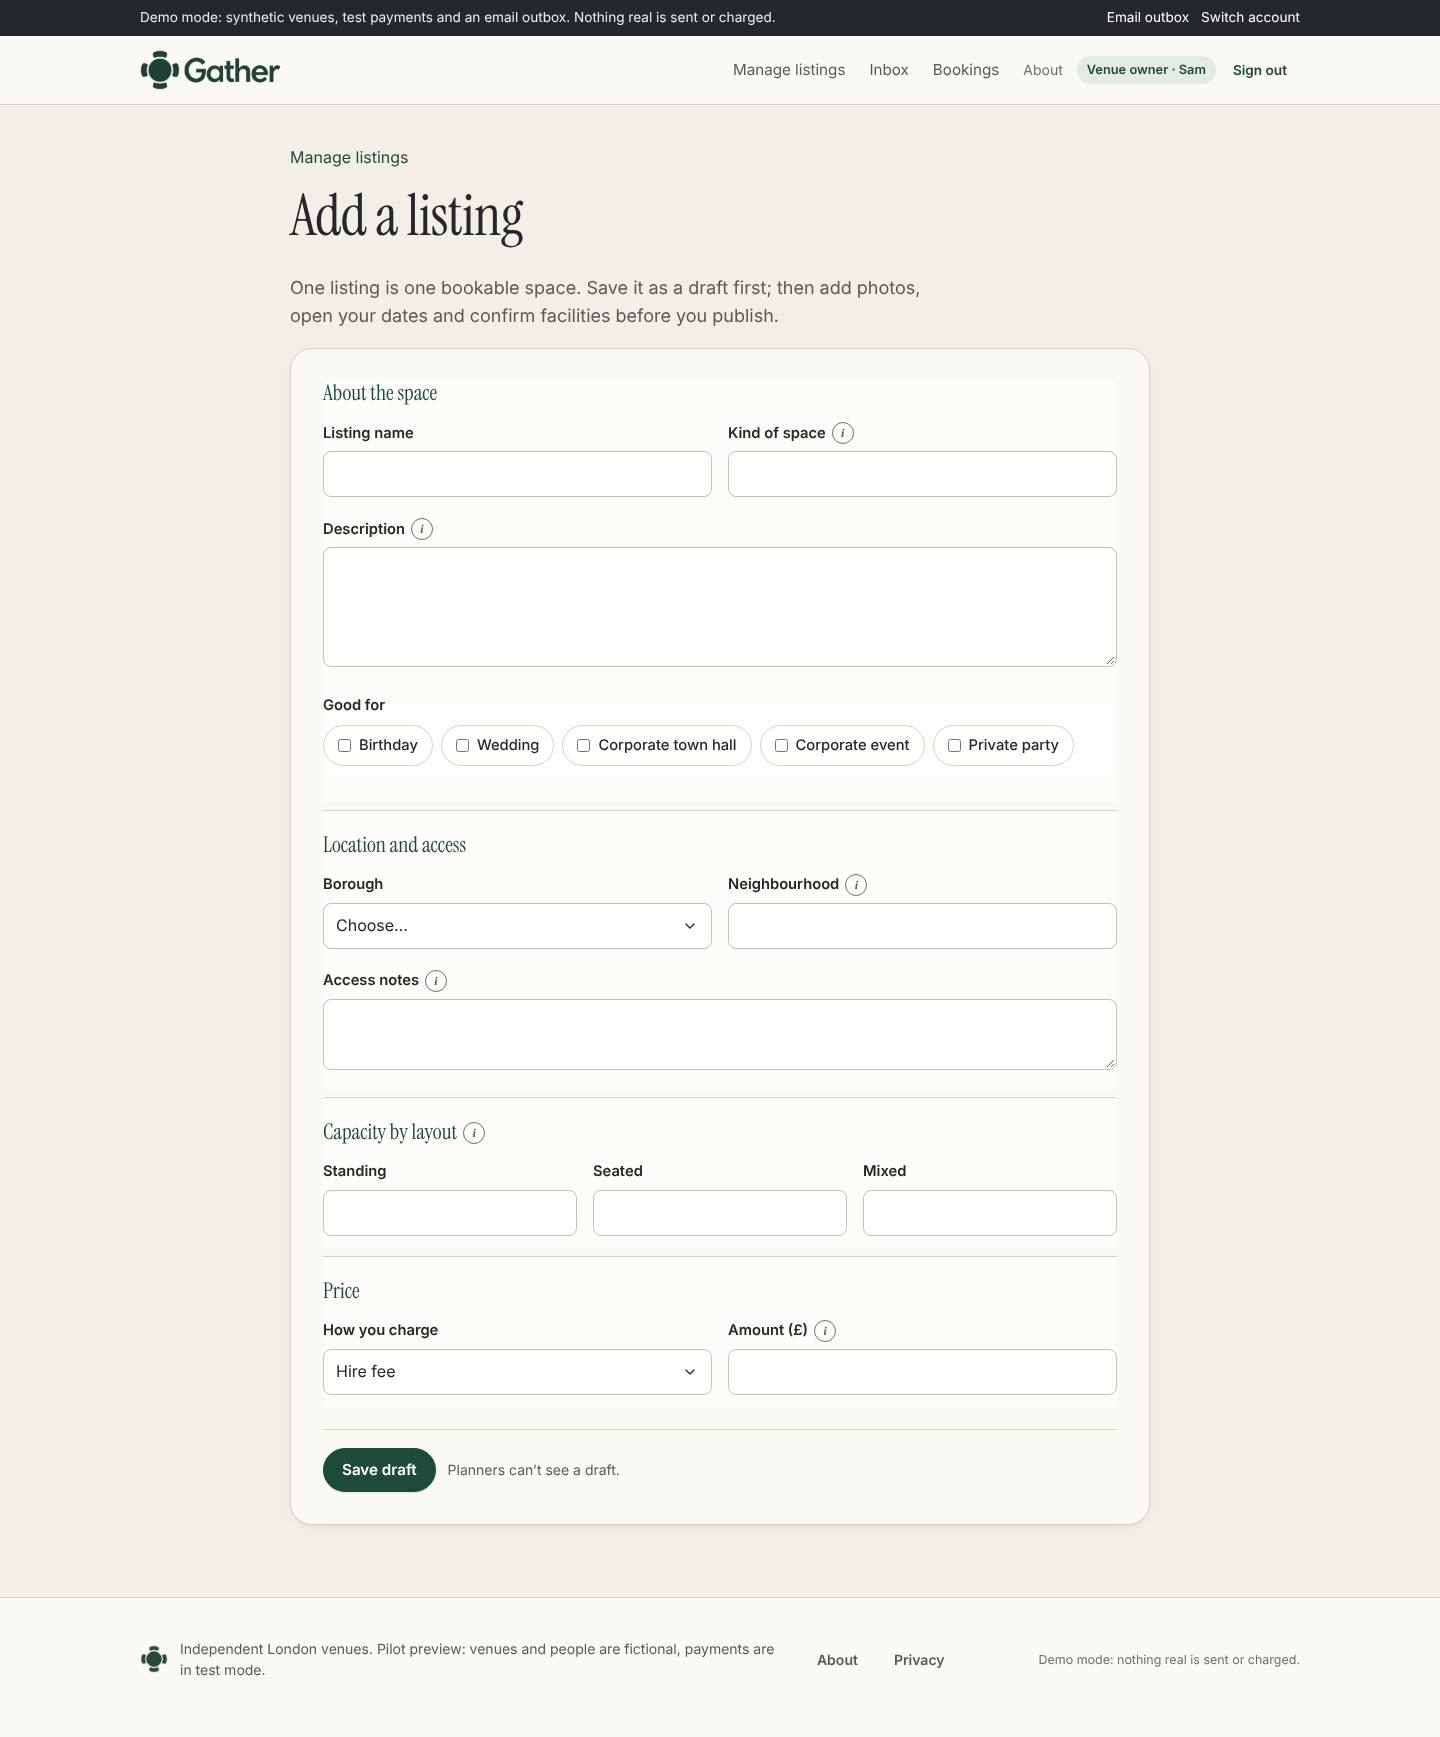 Demo mode: synthetic venues, test payments and an email outbox. Nothing real is sent or charged.
Email outbox Switch account
Gather
Manage listings Inbox Bookings About Venue owner · Sam Sign out
Manage listings
Add a listing
One listing is one bookable space. Save it as a draft first; then add photos,
open your dates and confirm facilities before you publish.
About the space
Listing name
Kind of space i
Description i
Good for
Birthday Wedding Corporate town hall Corporate event Private party
Location and access
Borough
Neighbourhood i
Choose...
Access notes i
Capacity by layout i
Standing Seated Mixed
Price
How you charge
Amount (£) i
Hire fee
Save draft Planners can’t see a draft.
Independent London venues. Pilot preview: venues and people are fictional, payments are
in test mode.
About Privacy
Demo mode: nothing real is sent or charged.